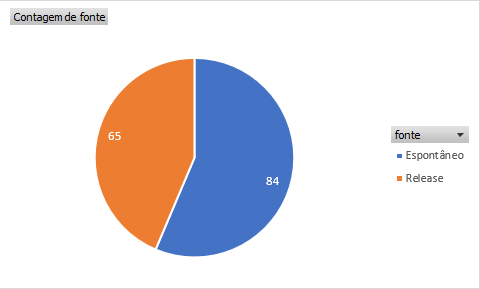 Contagem de fonte
65
84
fonte
Espontâneo
Release